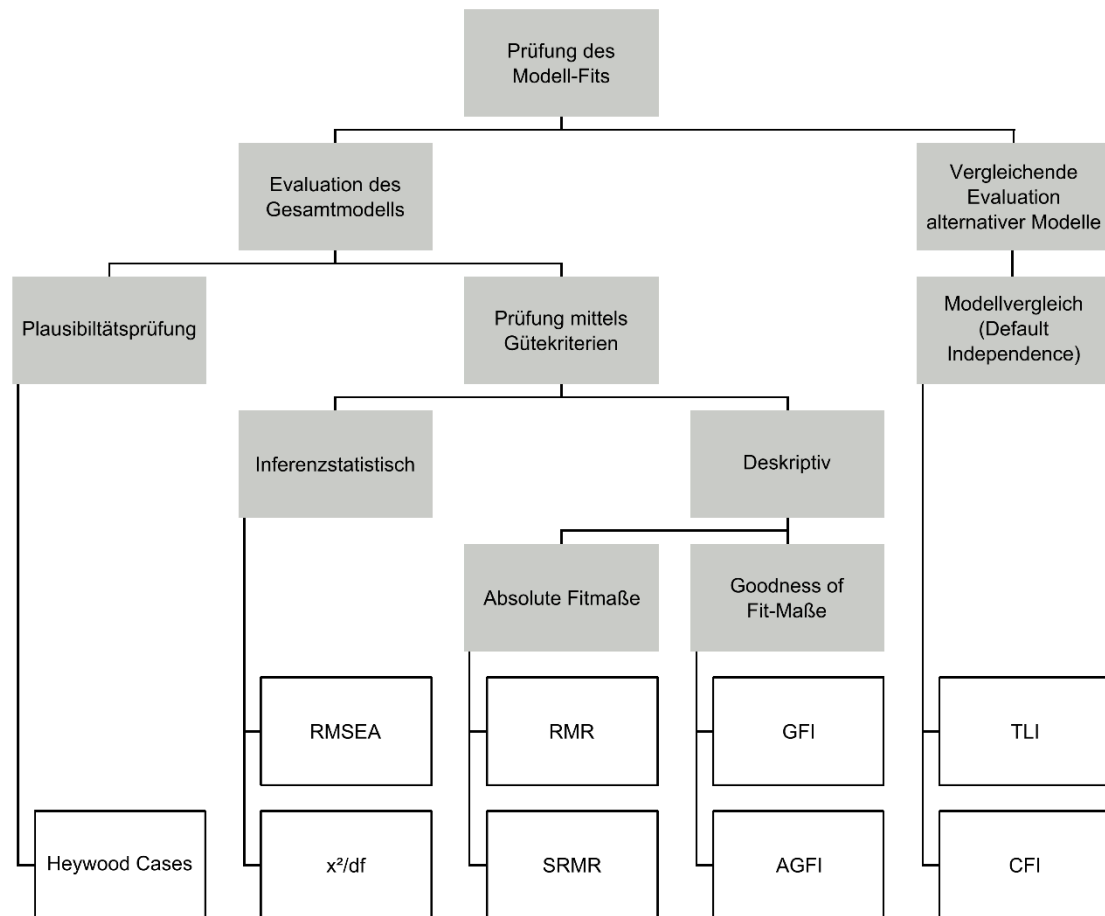 Prüfung des
Modell-Fits
Evaluation des
Gesamtmodells
Vergleichende
Evaluation
alternativer Modelle
Plausibiltätsprüfung
Prüfung mittels
Gütekriterien
Modellvergleich
(Default
Independence)
Inferenzstatistisch
Deskriptiv
Absolute Fitmaße
Goodness of
Fit-Maße
RMSEA
RMR
GFI
TLI
Heywood Cases
x²/df
SRMR
AGFI
CFI